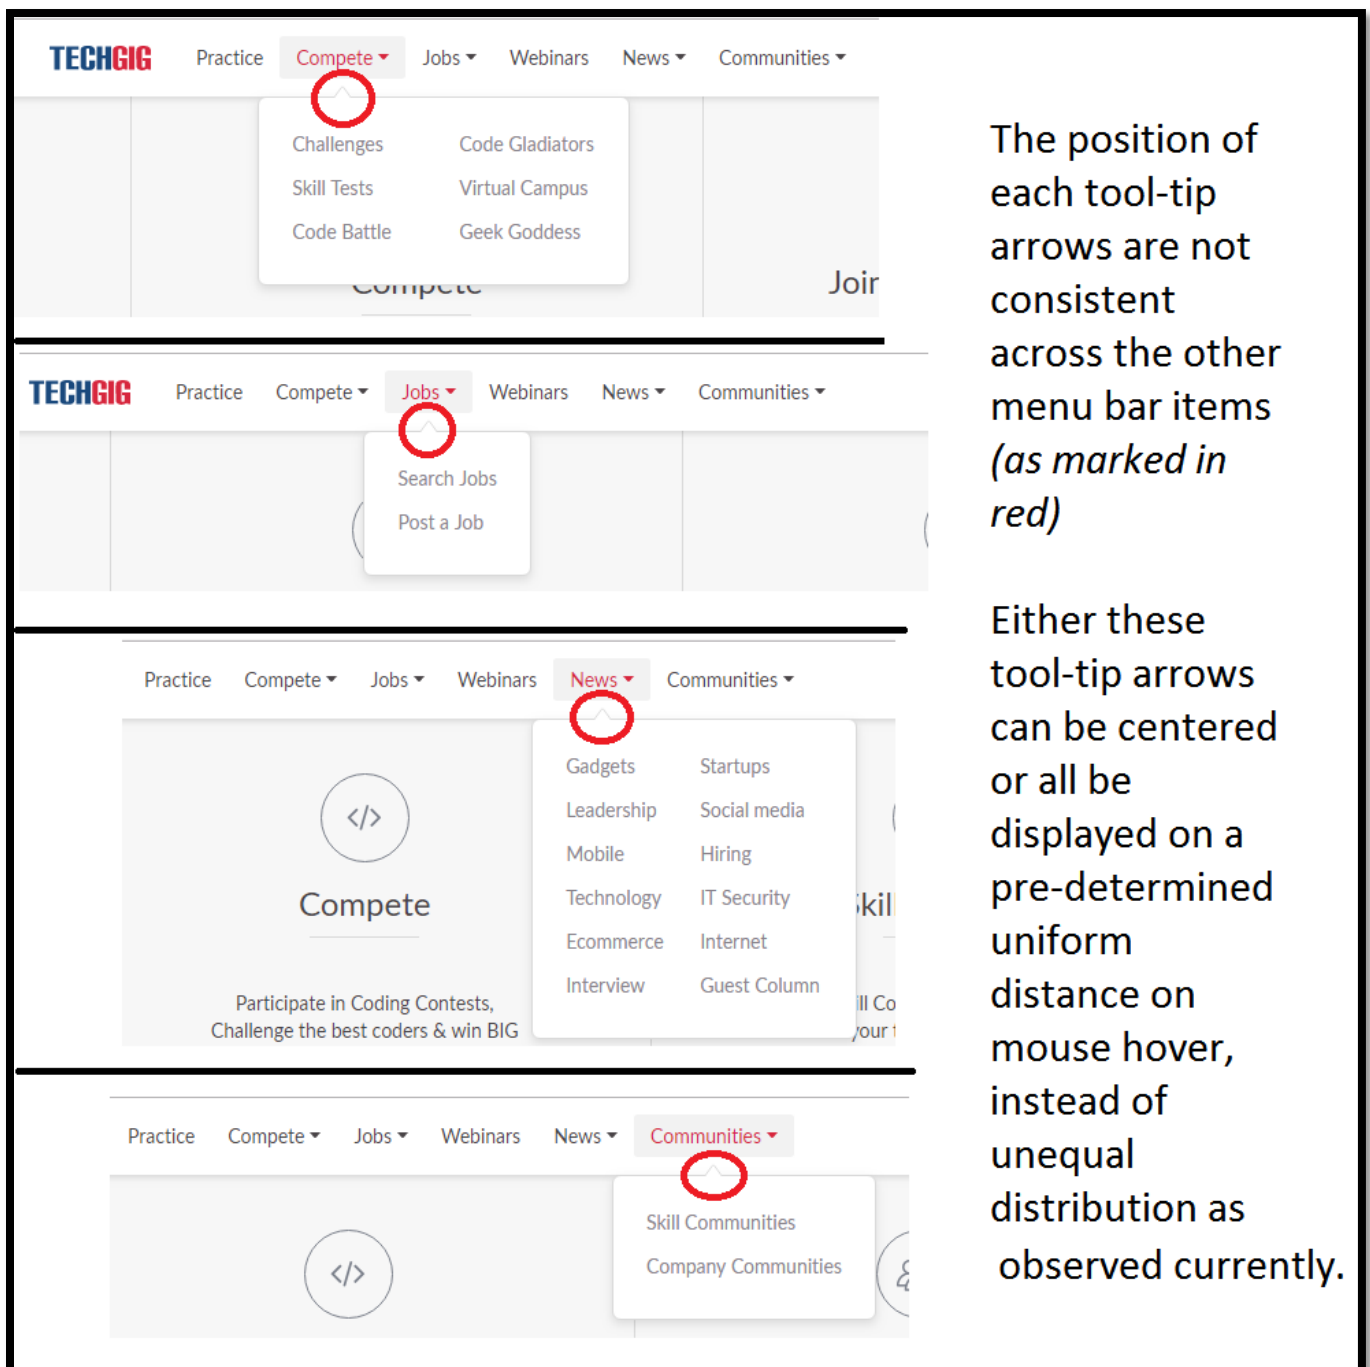 TECHGIG Practice Compete Jobs Webinars News Communities
Challenges Code Gladiators
Skill Tests Virtual Campus
Code Battle Geek Goddess
Compete
Join
TECHGIG Practice Compete Jobs Webinars News Communities
Search Jobs
Post a Job
Practice Compete Jobs Webinars News Communities
Gadgets Startups
Leadership Social media
</>
Mobile Hiring
Technology IT Security
Compete
kil
Ecommerce Internet
Interview Guest Column
Participate in Coding Contests,
ill Co
Challenge the best coders & win BIG
your
Practice Compete Jobs Webinars News Communities
Skill Communities
Company Communities
</>
The position of
each tool-tip
arrows are not
consistent
across the other
menu bar items
(as marked in
red)
Either these
tool-tip arrows
can be centered
or all be
displayed on a
pre-determined
uniform
distance on
mouse hover,
instead of
unequal
distribution as
observed currently.